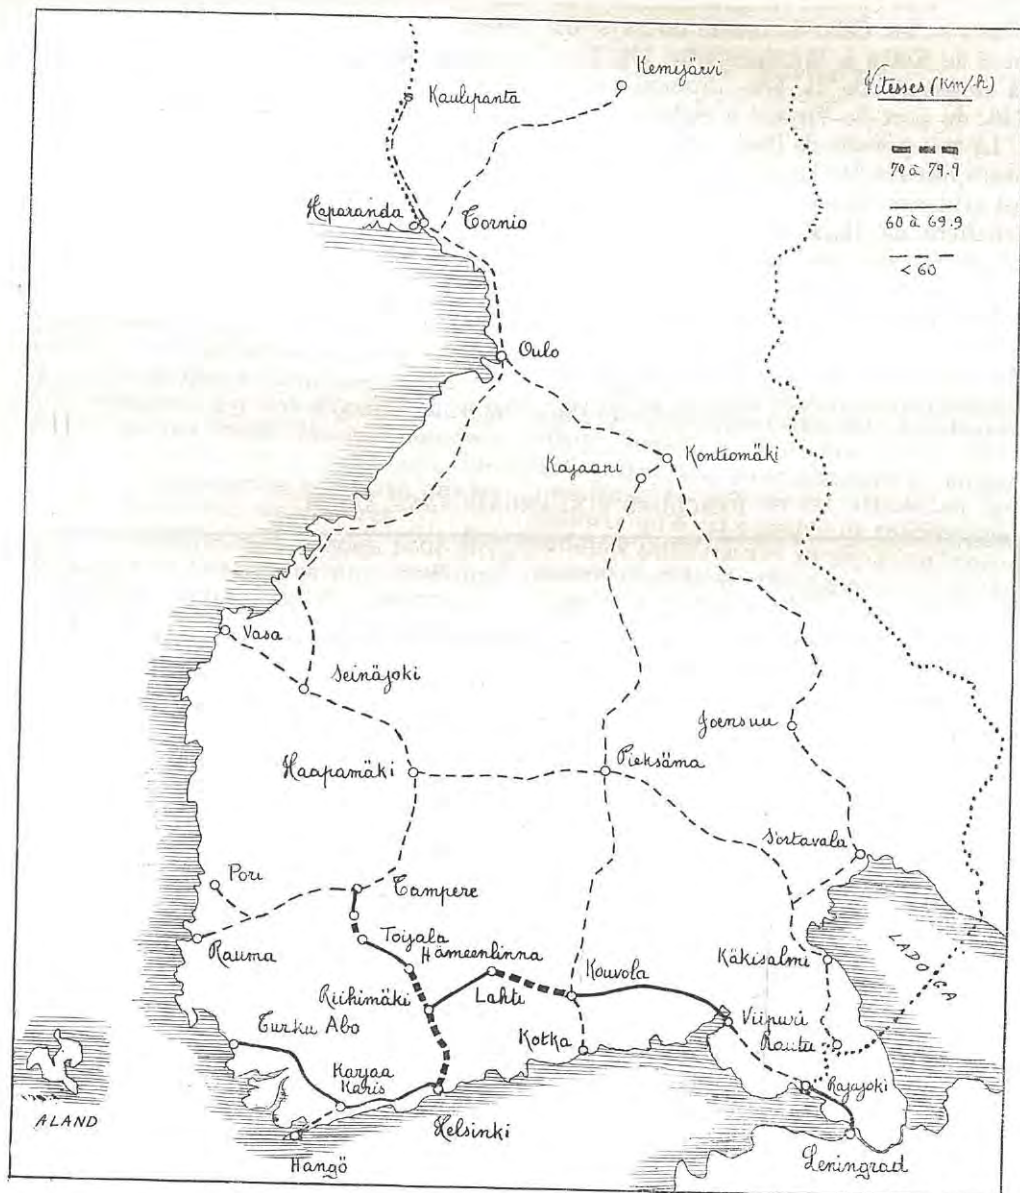 Kemijärvi
Vitesses (Km/h)
Kaulipanta
70 à 79.9
60 à 69.9
< 60
Haparanda
Tornio
Oulo
Kajaani
Kontiomäki
Vasa
Seinäjoki
Joensuu
Haapamäki
Pieksäma
Sortavala
Pori
Tampere
Rauma
Toijala
Hämeenlinna
LADOGA
Käkisalmi
Kouvola
Riihimäki
Lahti
Turku Abo
Viipuri
Kotka
Rautu
Karjaa
Karis
Rajajoki
ALAND
Helsinki
Hangö
Leningrad